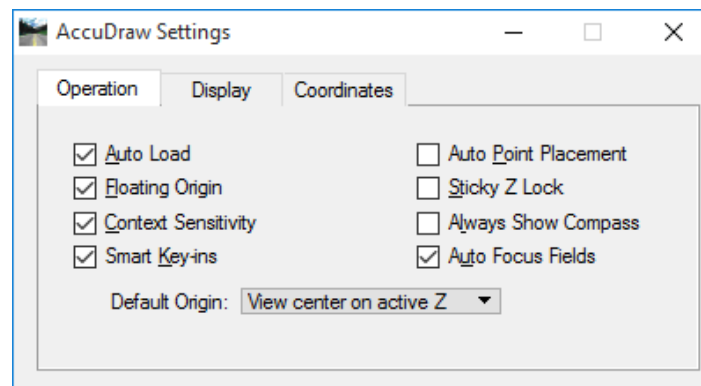 AccuDraw Settings
Operation Display Coordinates
Auto Load Auto Point Placement
Floating Origin Sticky Z Lock
Context Sensitivity Always Show Compass
Smart Key-ins Auto Focus Fields
Default Origin: View center on active Z